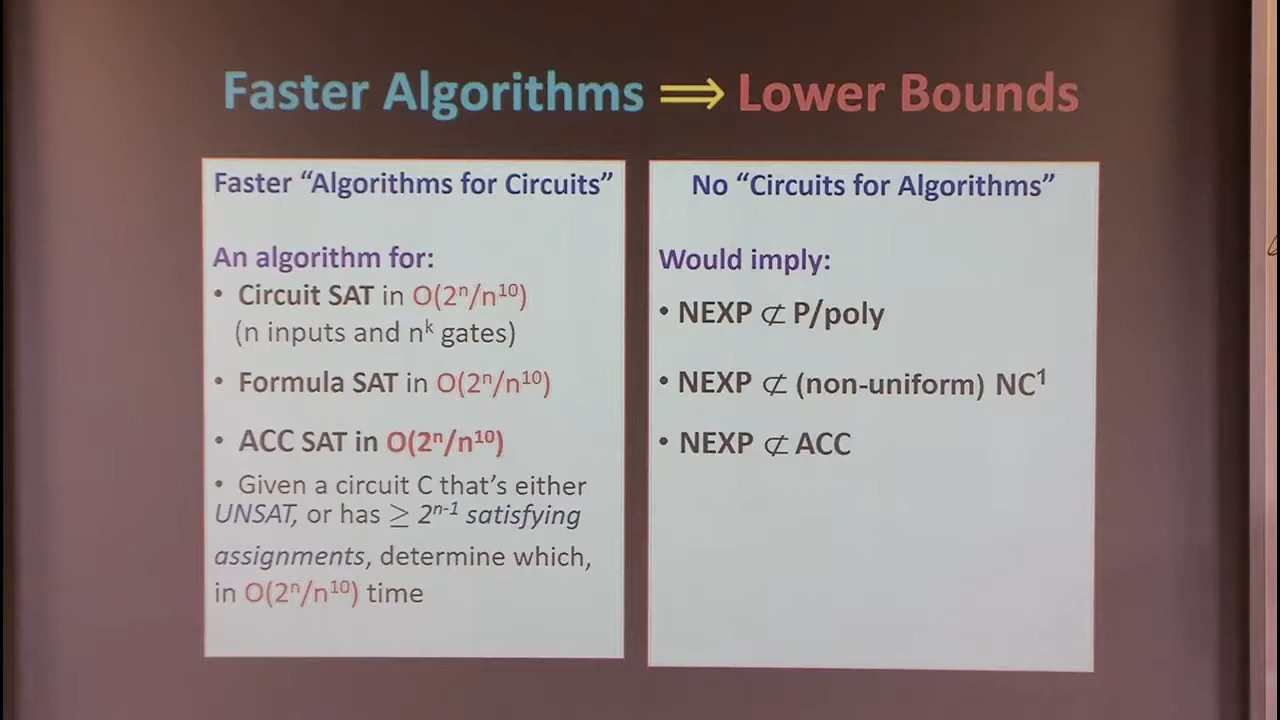 Faster Algorithms ⟹ Lower Bounds
Faster “Algorithms for Circuits”
An algorithm for:
• Circuit SAT in O(2ⁿ/n¹⁰)
(n inputs and nᵏ gates)
• Formula SAT in O(2ⁿ/n¹⁰)
• ACC SAT in O(2ⁿ/n¹⁰)
• Given a circuit C that’s either
UNSAT, or has ≥ 2ⁿ⁻¹ satisfying
assignments, determine which,
in O(2ⁿ/n¹⁰) time
No “Circuits for Algorithms”
Would imply:
• NEXP ⊄ P/poly
• NEXP ⊄ (non-uniform) NC¹
• NEXP ⊄ ACC